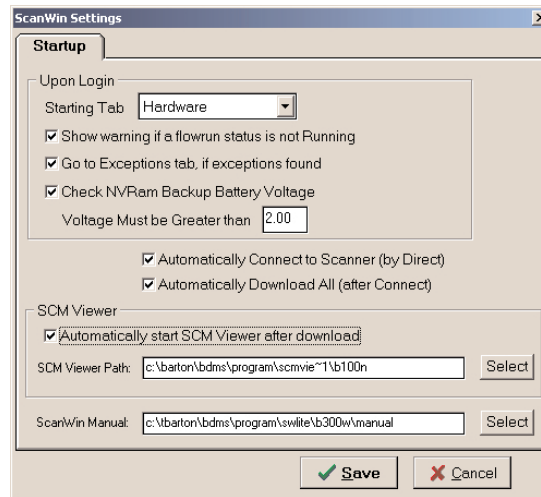 ScanWin Settings
Startup
Upon Login
Starting Tab Hardware
Show warning if a flowrun status is not Running
Go to Exceptions tab, if exceptions found
Check NVRam Backup Battery Voltage
Voltage Must be Greater than 2.00
Automatically Connect to Scanner (by Direct)
Automatically Download All (after Connect)
SCM Viewer
Automatically start SCM Viewer after download
SCM Viewer Path: c:\barton\bdms\program\scmvie~1\b100n Select
ScanWin Manual: c:\tbarton\bdms\program\swlite\b300w\manual Select
Save Cancel